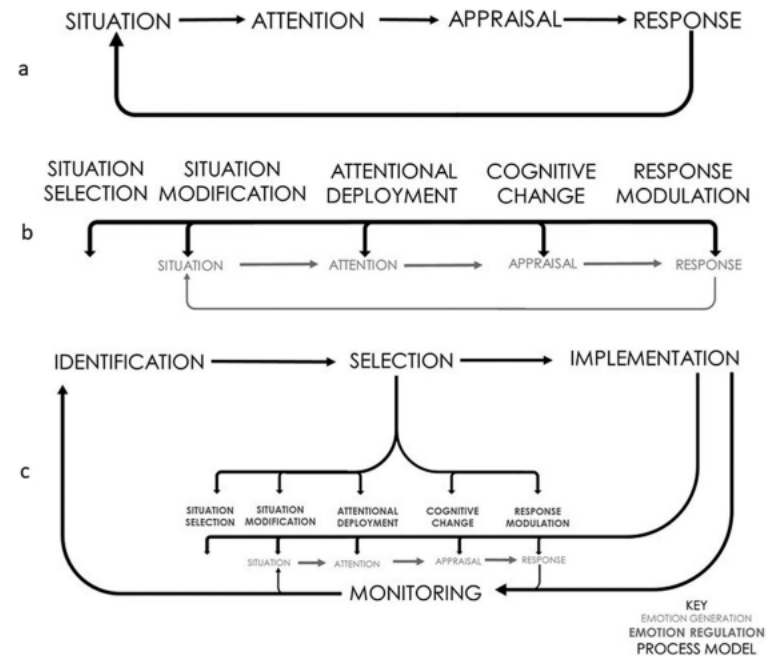 SITUATION ATTENTION APPRAISAL RESPONSE
a
SITUATION SITUATION ATTENTIONAL COGNITIVE RESPONSE
SELECTION MODIFICATION DEPLOYMENT CHANGE MODULATION
b
SITUATION ATTENTION APPRAISAL RESPONSE
IDENTIFICATION SELECTION IMPLEMENTATION
c
SITUATION SITUATION ATTENTIONAL COGNITIVE RESPONSE
SELECTION MODIFICATION DEPLOYMENT CHANGE MODULATION
SITUATION ATTENTION APPRAISAL RESPONSE
MONITORING
KEY
EMOTION GENERATION
EMOTION REGULATION
PROCESS MODEL